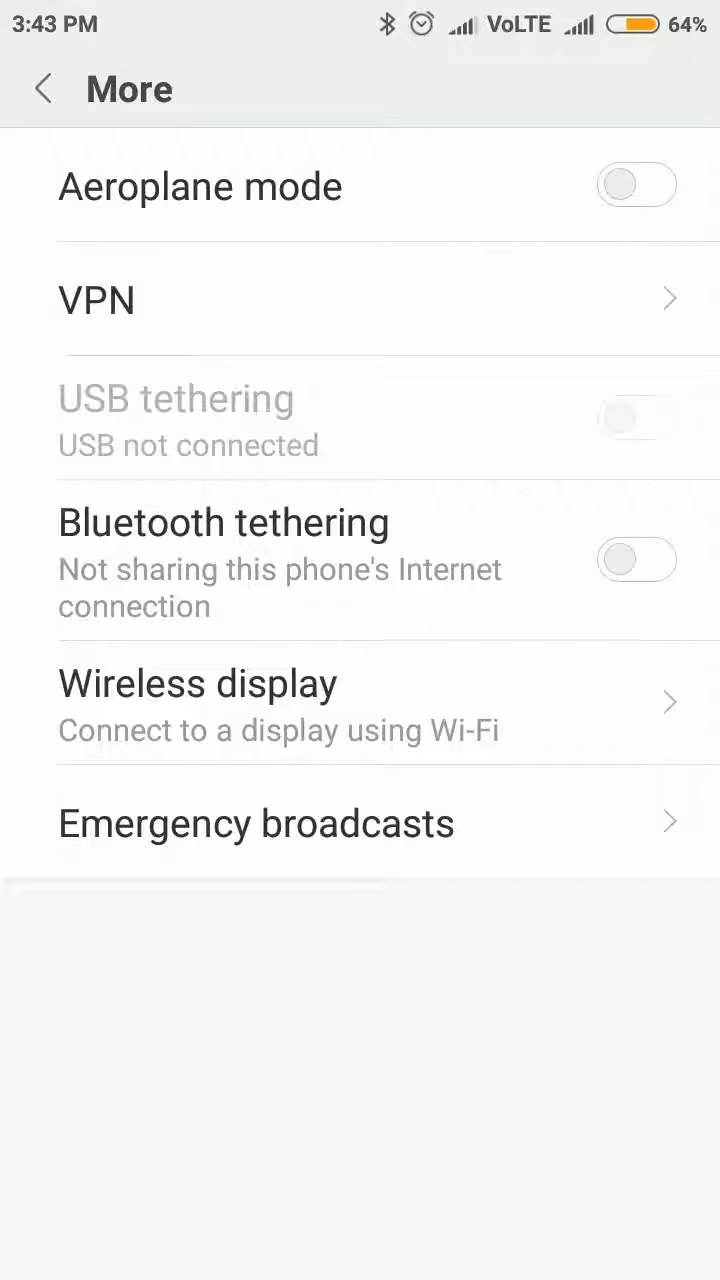 3:43 PM VoLTE 64%
More
Aeroplane mode
VPN
USB tethering
USB not connected
Bluetooth tethering
Not sharing this phone's Internet
connection
Wireless display
Connect to a display using Wi-Fi
Emergency broadcasts